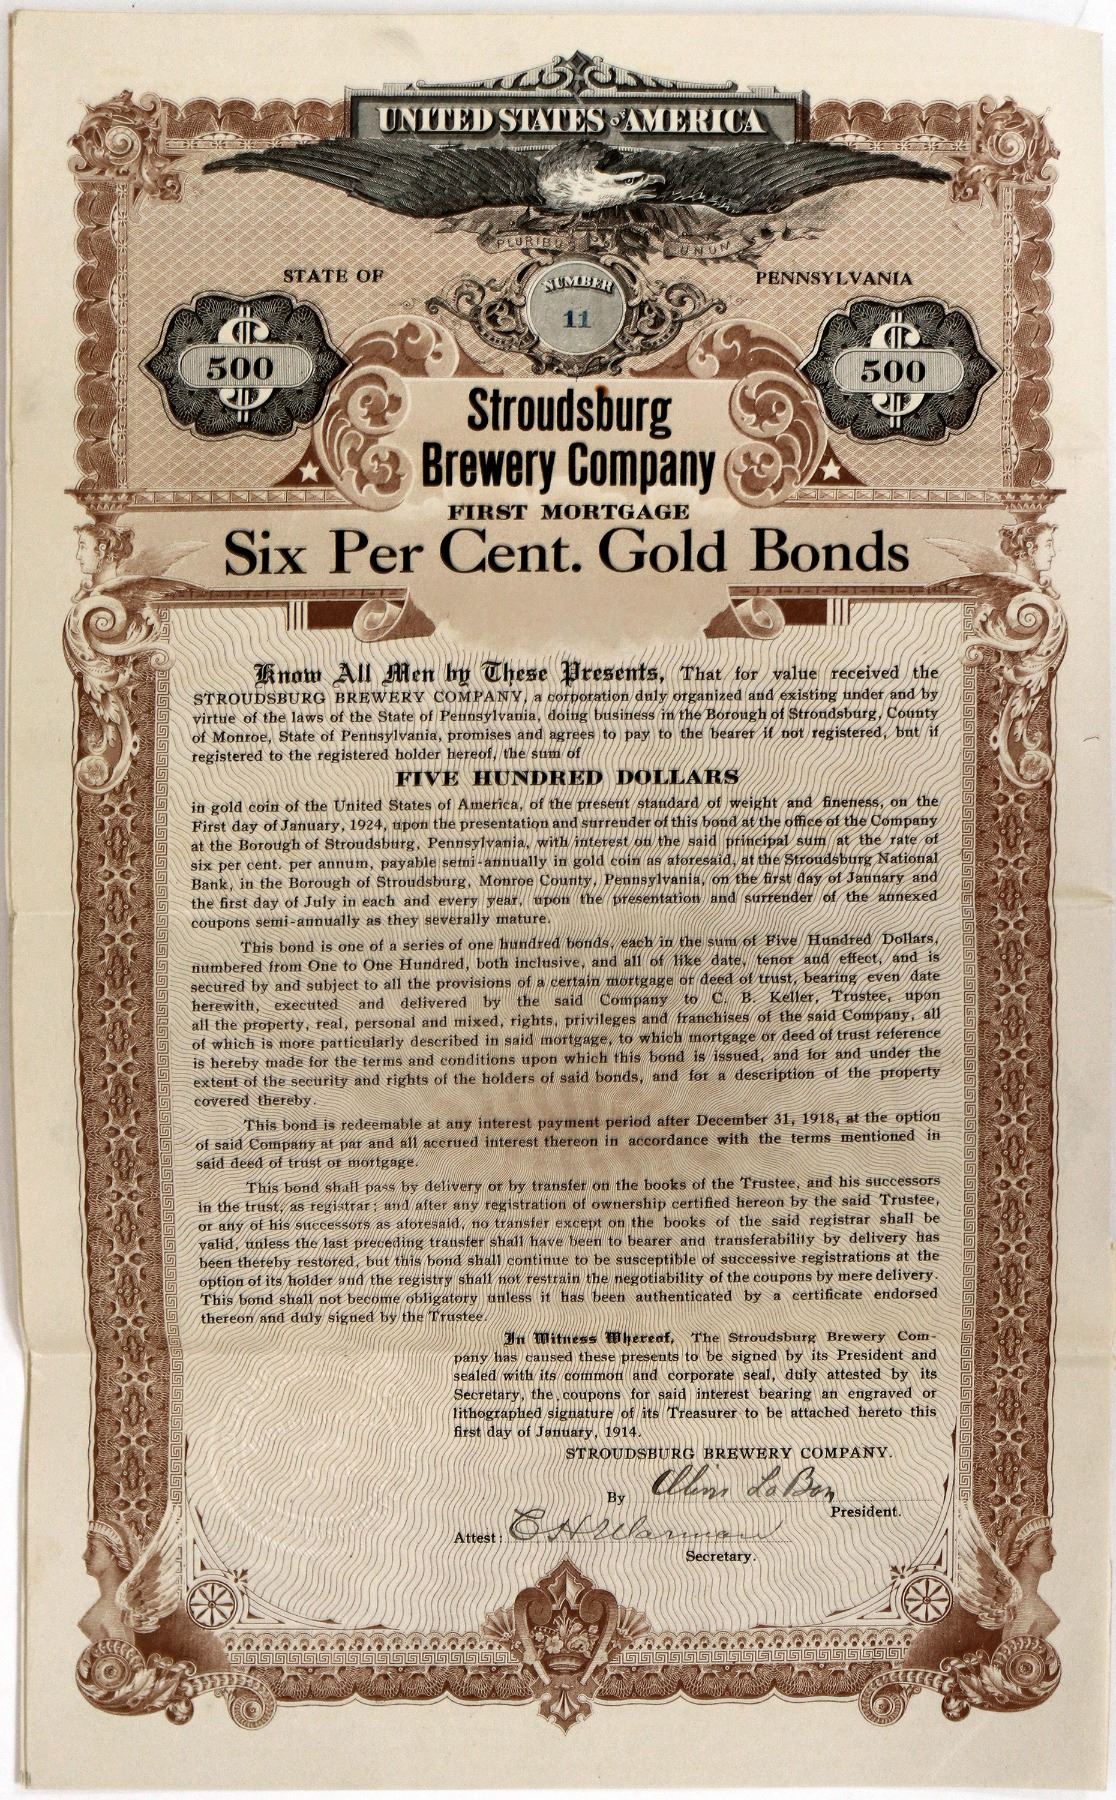 UNITED STATES OF AMERICA
PLURIBUS UNUM
STATE OF PENNSYLVANIA
NUMBER
11
500 500
Stroudsburg
Brewery Company
FIRST MORTGAGE
Six Per Cent. Gold Bonds
Know All Men by These Presents, That for value received the
STROUDSBURG BREWERY COMPANY, a corporation duly organized and existing under and by
virtue of the laws of the State of Pennsylvania, doing business in the Borough of Stroudsburg, County
of Monroe, State of Pennsylvania, promises and agrees to pay to the bearer if not registered, but if
registered to the registered holder hereof, the sum of
FIVE HUNDRED DOLLARS
in gold coin of the United States of America, of the present standard of weight and fineness, on the
First day of January, 1924, upon the presentation and surrender of this bond at the office of the Company
at the Borough of Stroudsburg, Pennsylvania, with interest on the said principal sum at the rate of
six per cent. per annum, payable semi-annually in gold coin as aforesaid, at the Stroudsburg National
Bank, in the Borough of Stroudsburg, Monroe County, Pennsylvania, on the first day of January and
the first day of July in each and every year, upon the presentation and surrender of the annexed
coupons semi-annually as they severally mature.
This bond is one of a series of one hundred bonds, each in the sum of Five Hundred Dollars,
numbered from One to One Hundred, both inclusive, and all of like date, tenor and effect, and is
secured by and subject to all the provisions of a certain mortgage or deed of trust, bearing even date
herewith, executed and delivered by the said Company to C. B. Keller, Trustee, upon
all the property, real, personal and mixed, rights, privileges and franchises of the said Company, all
of which is more particularly described in said mortgage, to which mortgage or deed of trust reference
is hereby made for the terms and conditions upon which this bond is issued, and for and under the
extent of the security and rights of the holders of said bonds, and for a description of the property
covered thereby.
This bond is redeemable at any interest payment period after December 31, 1918, at the option
of said Company at par and all accrued interest thereon in accordance with the terms mentioned in
said deed of trust or mortgage.
This bond shall pass by delivery or by transfer on the books of the Trustee, and his successors
in the trust, as registrar; and after any registration of ownership certified hereon by the said Trustee,
or any of his successors as aforesaid, no transfer except on the books of the said registrar shall be
valid, unless the last preceding transfer shall have been to bearer and transferability by delivery has
been thereby restored, but this bond shall continue to be susceptible of successive registrations at the
option of its holder and the registry shall not restrain the negotiability of the coupons by mere delivery.
This bond shall not become obligatory unless it has been authenticated by a certificate endorsed
thereon and duly signed by the Trustee.
In Witness Whereof, The Stroudsburg Brewery Com-
pany has caused these presents to be signed by its President and
sealed with its common and corporate seal, duly attested by its
Secretary, the coupons for said interest bearing an engraved or
lithographed signature of its Treasurer to be attached hereto this
first day of January, 1914.
STROUDSBURG BREWERY COMPANY.
By LaBar
President.
Attest: C H Warman
Secretary.